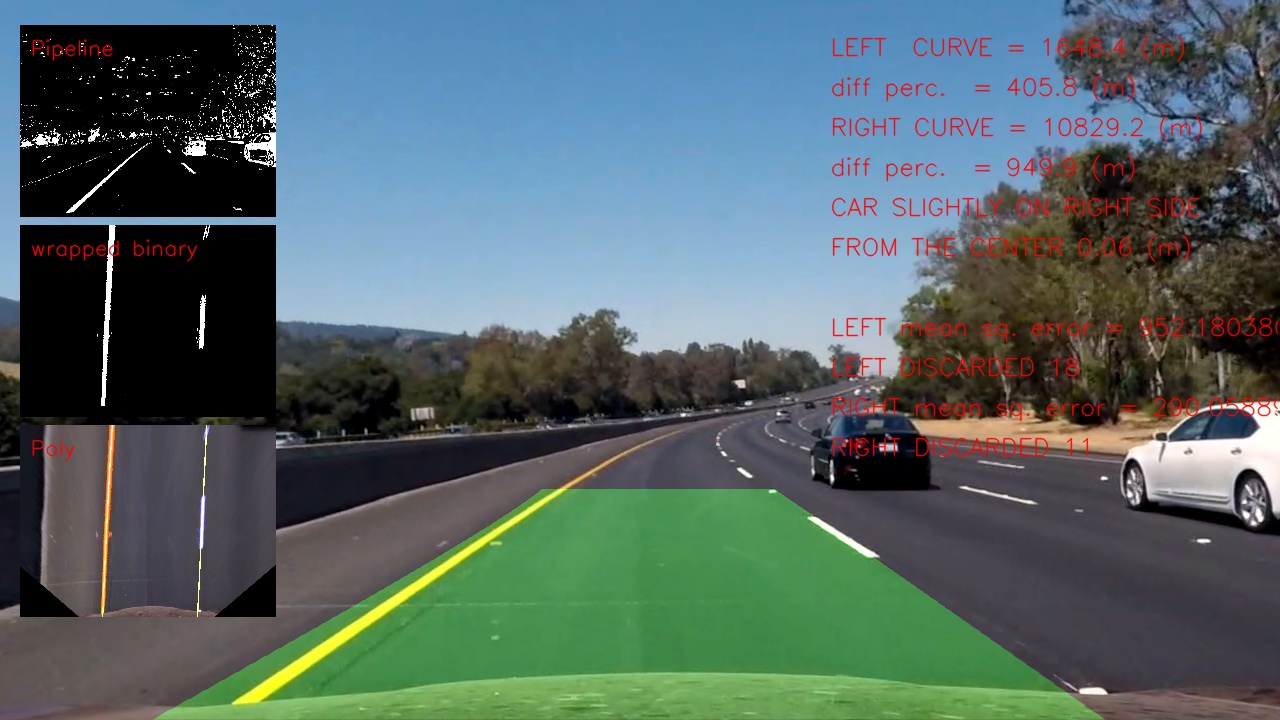 Pipeline
wrapped binary
Poly
LEFT CURVE = 1648.4 (m)
diff perc. = 405.8 (m)
RIGHT CURVE = 10829.2 (m)
diff perc. = 949.9 (m)
CAR SLIGHTLY ON RIGHT SIDE
FROM THE CENTER 0.06 (m)
LEFT mean sq. error = 952.180380
LEFT DISCARDED 18
RIGHT mean sq. error = 290.05889
RIGHT DISCARDED 11